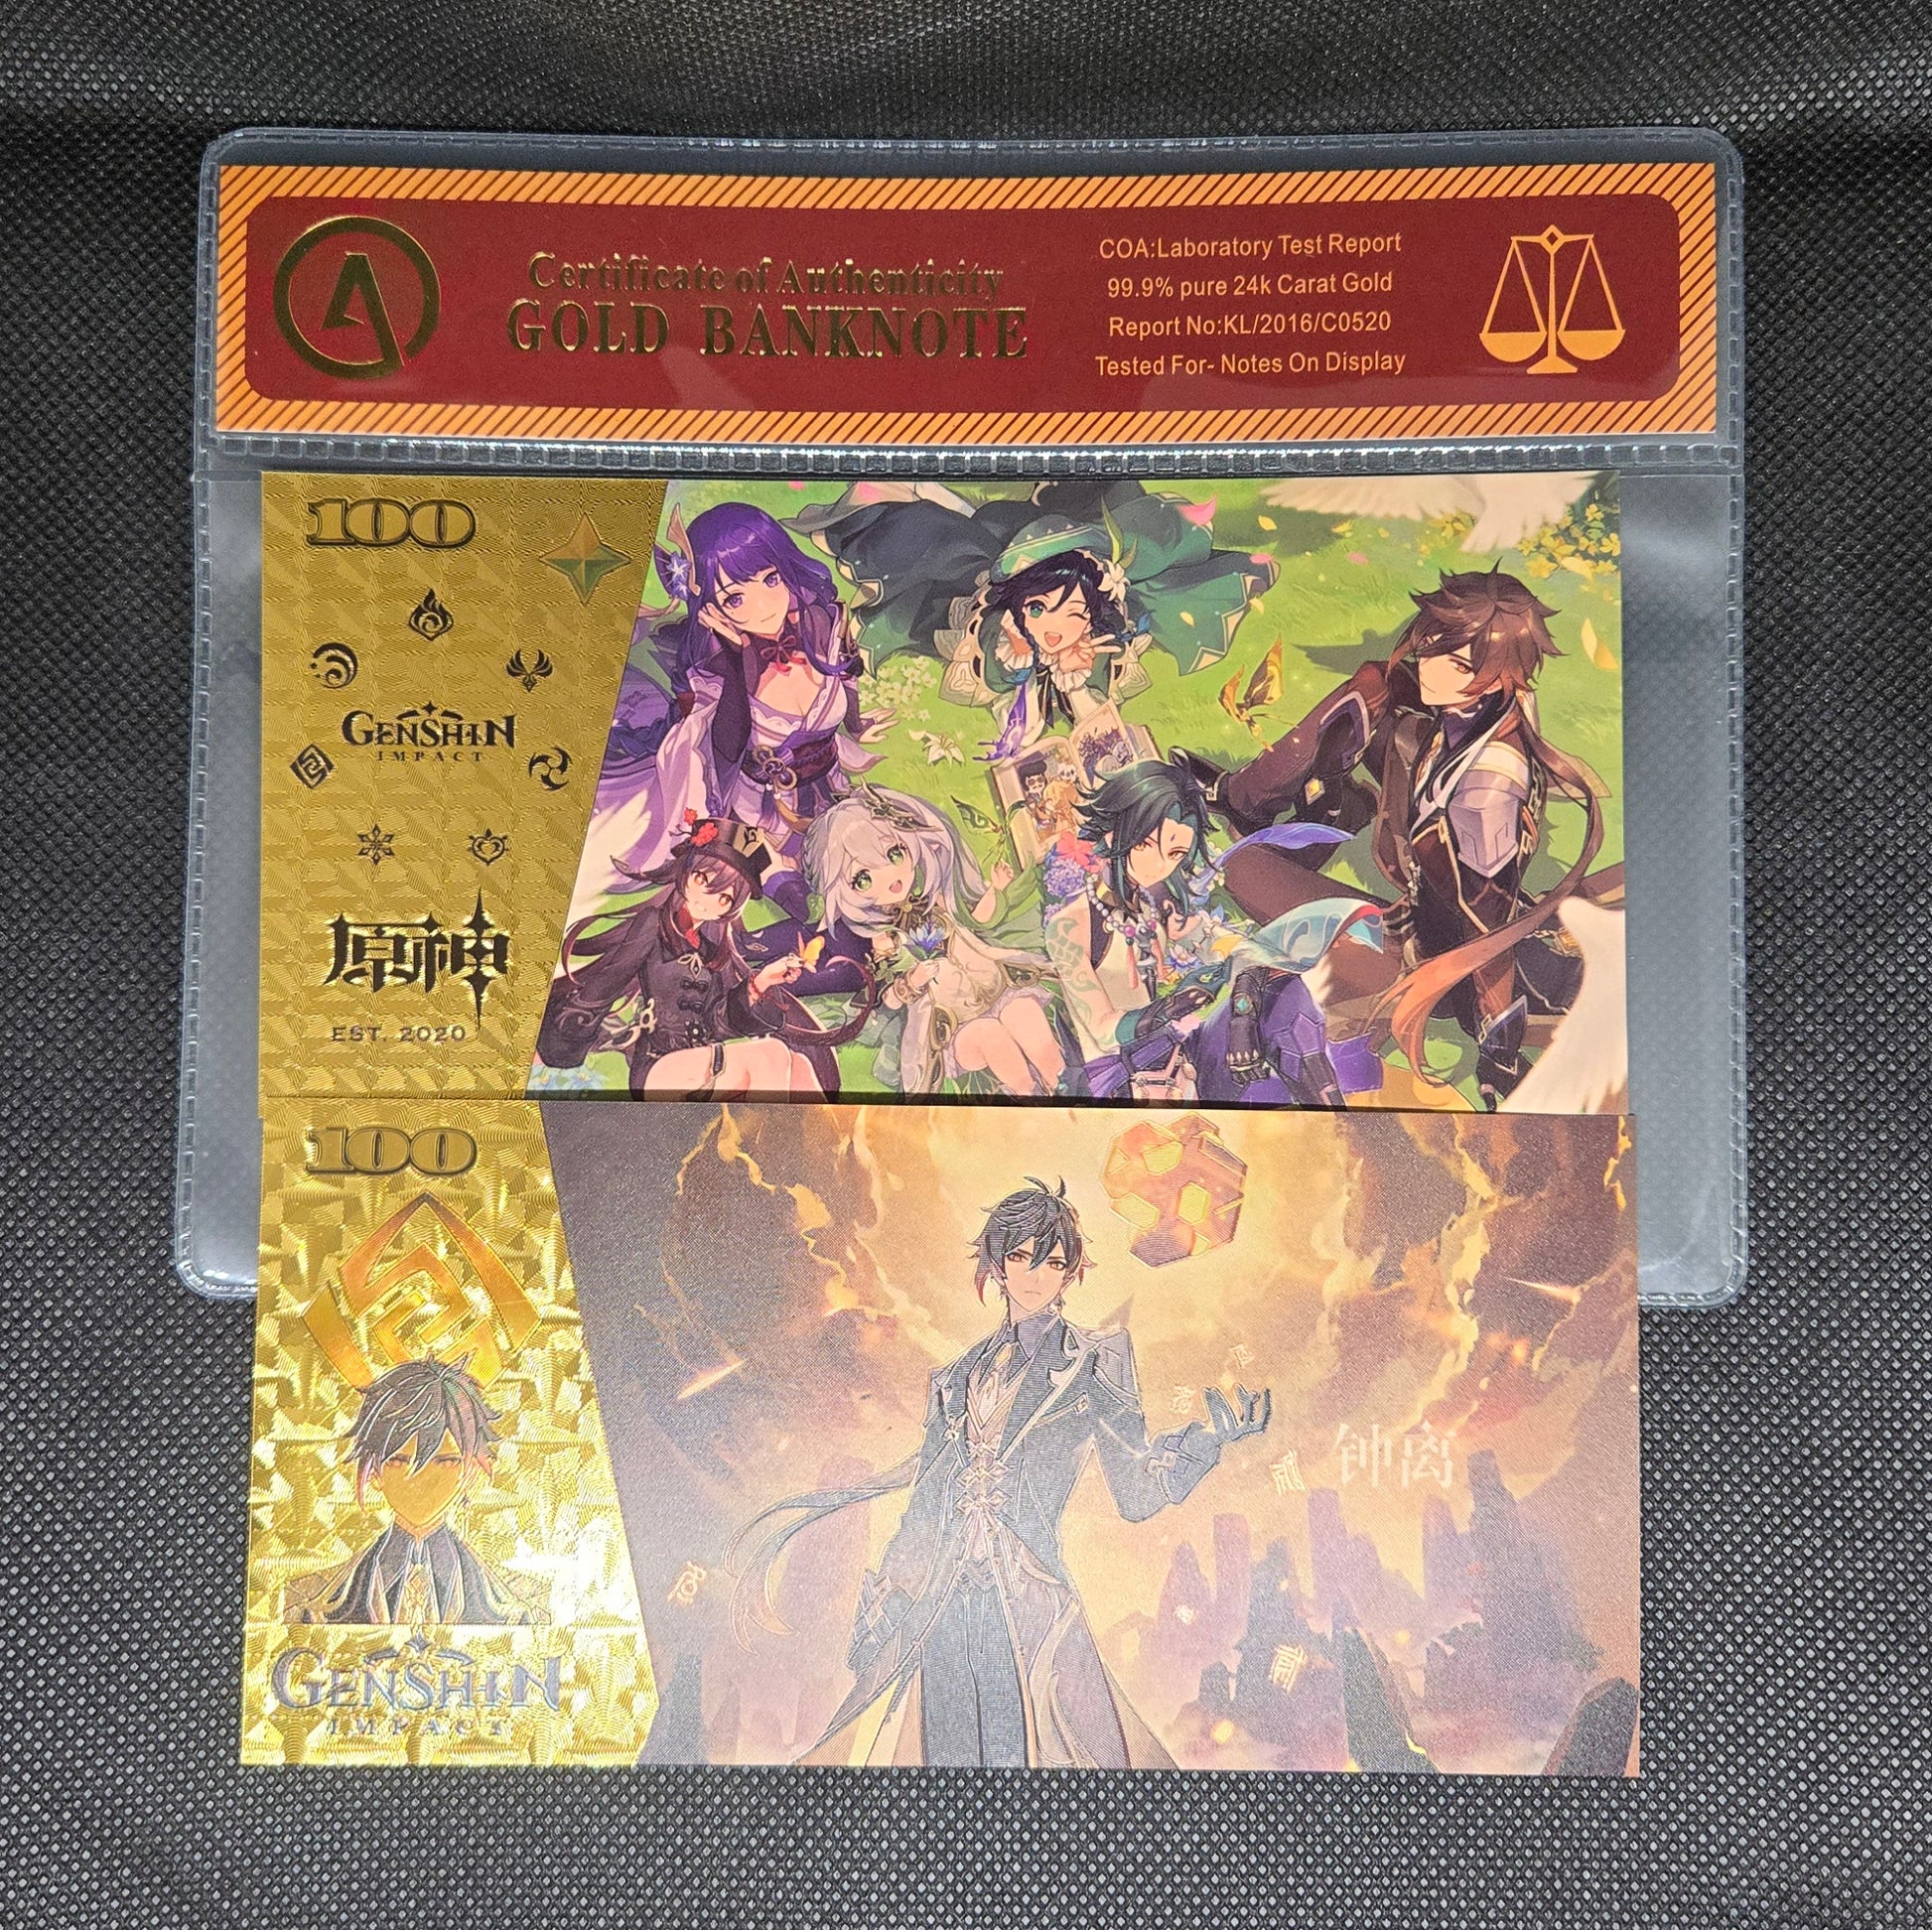 Certificate of Authenticity
GOLD BANKNOTE
COA:Laboratory Test Report
99.9% pure 24k Carat Gold
Report No:KL/2016/C0520
Tested For- Notes On Display
100
GENSHIN
IMPACT
原神
EST. 2020
100
钟离
GENSHIN
IMPACT